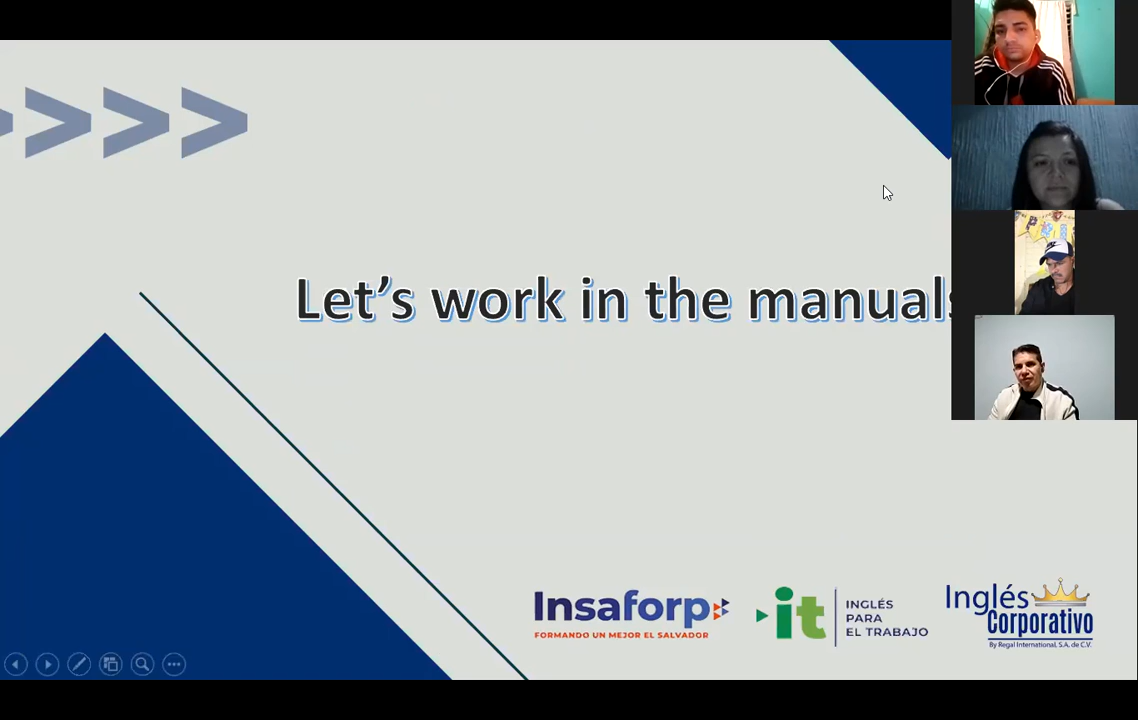 Let's work in the manuals
Insaforp
FORMANDO UN MEJOR EL SALVADOR
it
INGLÉS
PARA
EL TRABAJO
Inglés
Corporativo
By Regal International, S.A. de C.V.